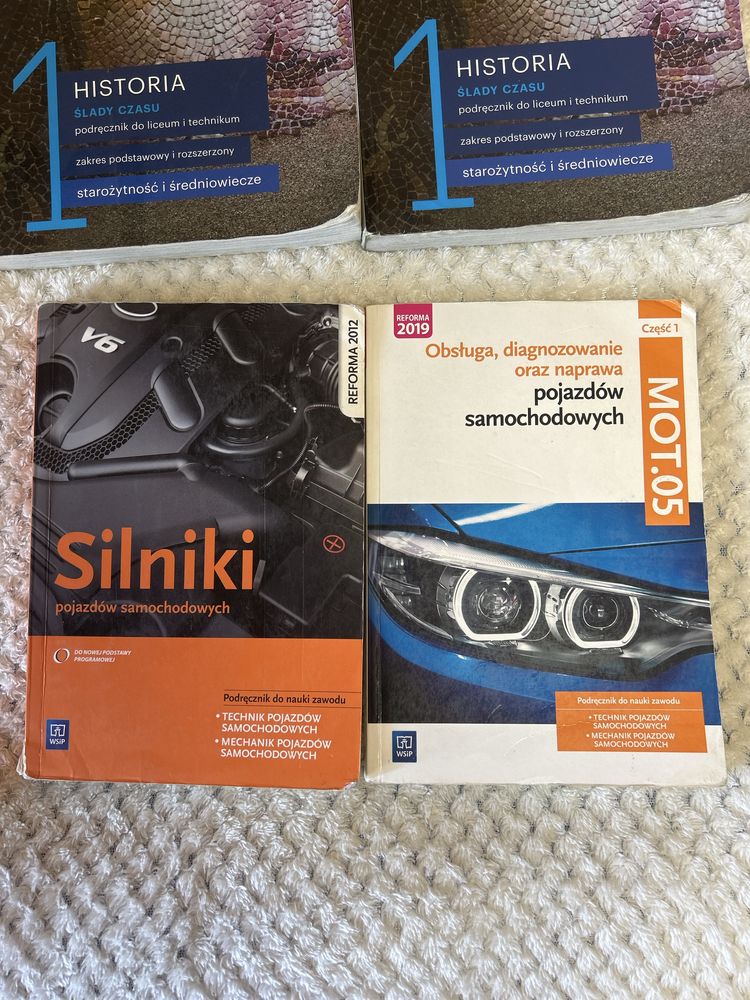 1
HISTORIA
ŚLADY CZASU
podręcznik do liceum i technikum
zakres podstawowy i rozszerzony
starożytność i średniowiecze
1
HISTORIA
ŚLADY CZASU
podręcznik do liceum i technikum
zakres podstawowy i rozszerzony
starożytność i średniowiecze
V6
REFORMA 2012
Silniki
pojazdów samochodowych
DO NOWEJ PODSTAWY
PROGRAMOWEJ
Podręcznik do nauki zawodu
• TECHNIK POJAZDÓW
SAMOCHODOWYCH
• MECHANIK POJAZDÓW
SAMOCHODOWYCH
WSiP
REFORMA
2019
Część 1
Obsługa, diagnozowanie
oraz naprawa
pojazdów
samochodowych
MOT.05
Podręcznik do nauki zawodu
• TECHNIK POJAZDÓW
SAMOCHODOWYCH
• MECHANIK POJAZDÓW
SAMOCHODOWYCH
WSiP